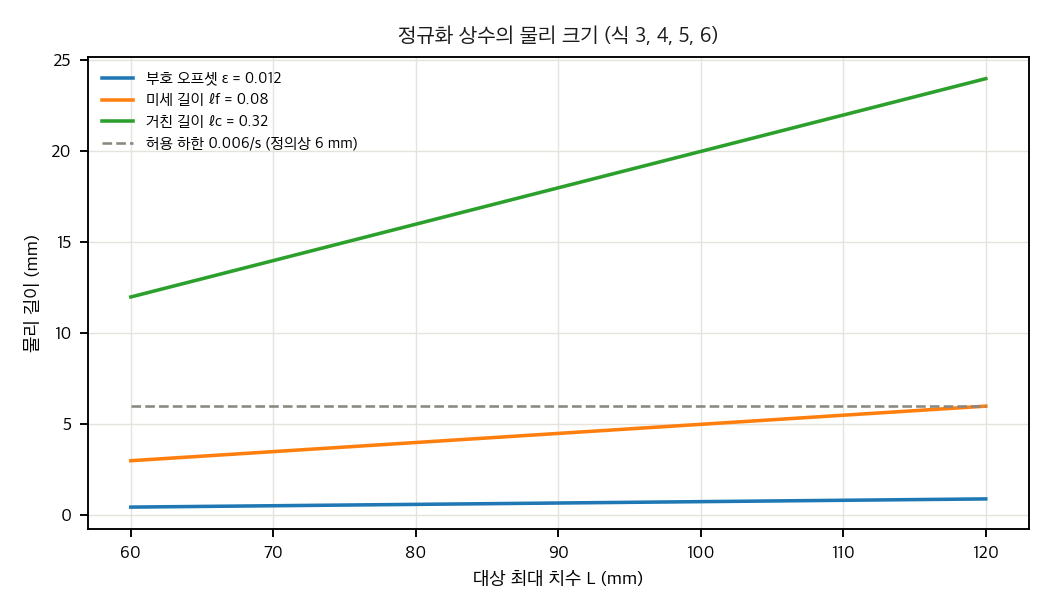 정규화 상수의 물리 크기 (식 3, 4, 5, 6)
부호 오프셋 ε = 0.012
미세 길이 ℓf = 0.08
거친 길이 ℓc = 0.32
허용 하한 0.006/s (정의상 6 mm)
물리 길이 (mm)
25
20
15
10
5
0
60 70 80 90 100 110 120
대상 최대 치수 L (mm)